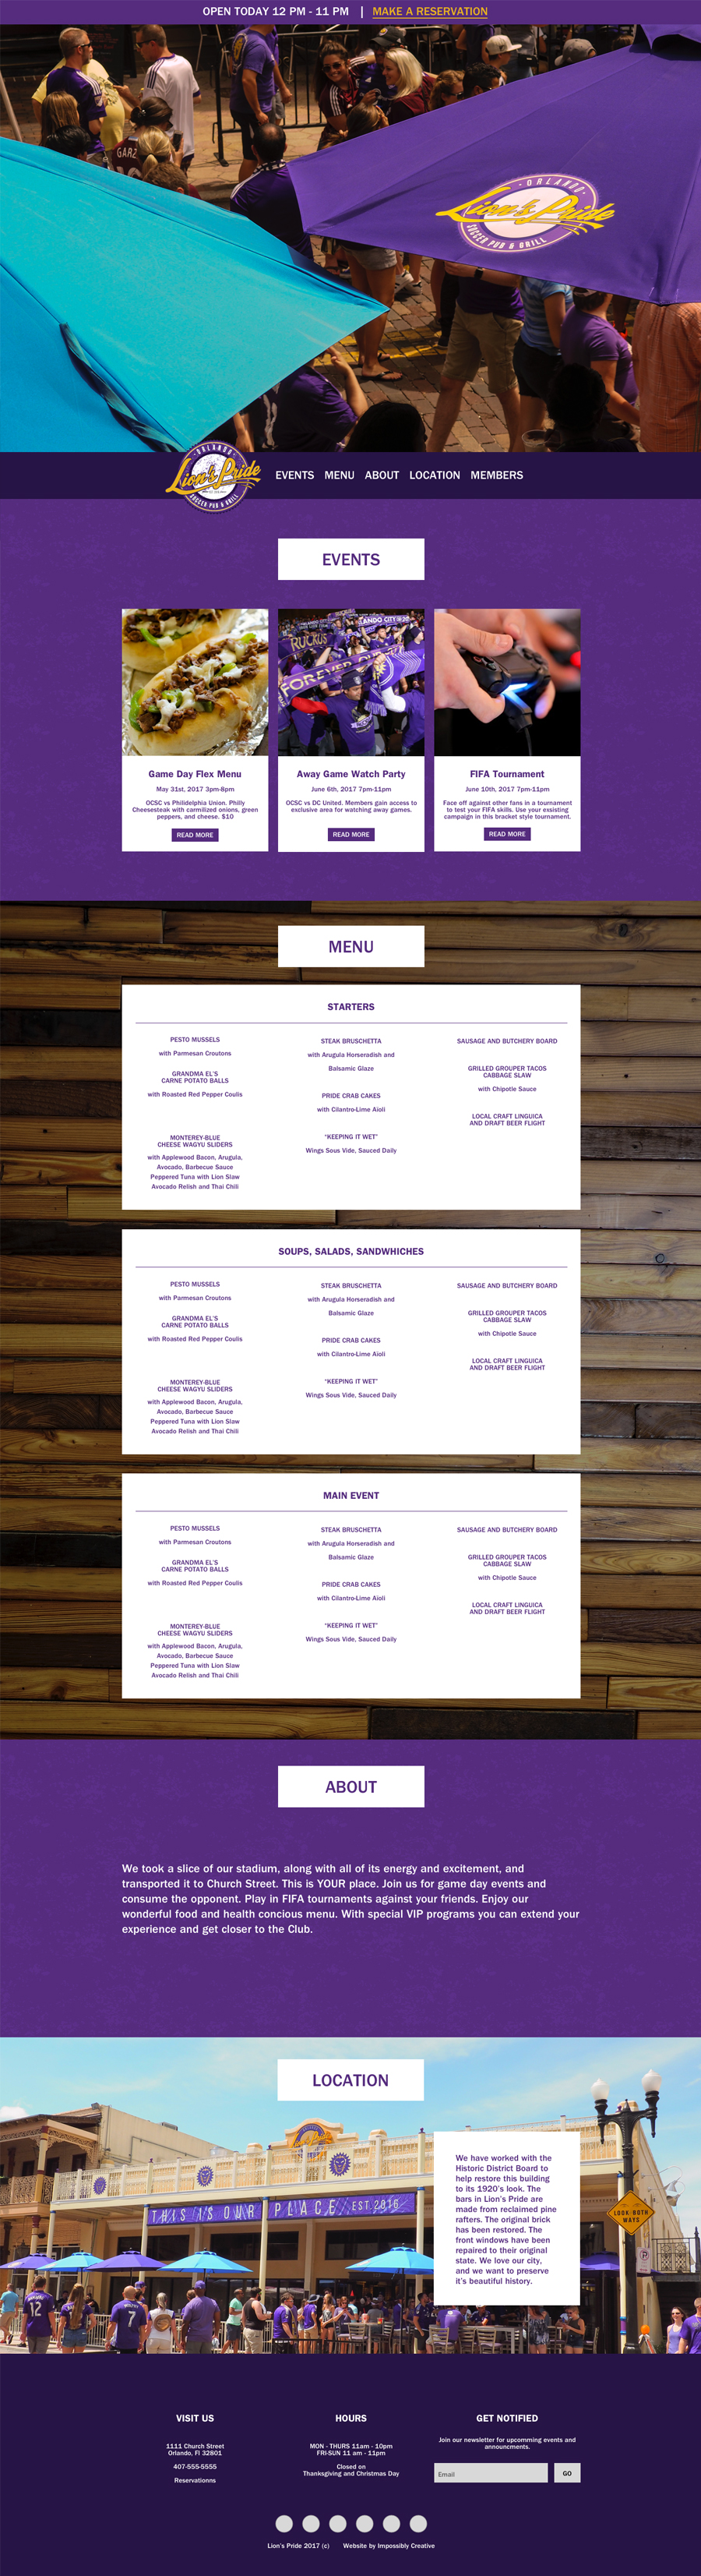 OPEN TODAY 12 PM - 11 PM | MAKE A RESERVATION
GARZ
ORLANDO
Lion's Pride
SOCCER PUB & GRILL
ORLANDO
Lion's Pride
SOCCER PUB & GRILL
EVENTS MENU ABOUT LOCATION MEMBERS
EVENTS
RUCKUS
ORLANDO CITY
FOREVER OUR
Game Day Flex Menu
May 31st, 2017 3pm-8pm
OCSC vs Phildelphia Union. Philly
Cheesesteak with carmilized onions, green
peppers, and cheese. $10
READ MORE
Away Game Watch Party
June 6th, 2017 7pm-11pm
OCSC vs DC United. Members gain access to
exclusive area for watching away games.
READ MORE
FIFA Tournament
June 10th, 2017 7pm-11pm
Face off against other fans in a tournament
to test your FIFA skills. Use your exsisting
campaign in this bracket style tournament.
READ MORE
MENU
STARTERS
PESTO MUSSELS
with Parmesan Croutons
GRANDMA EL'S
CARNE POTATO BALLS
with Roasted Red Pepper Coulis
MONTEREY-BLUE
CHEESE WAGYU SLIDERS
with Applewood Bacon, Arugula,
Avocado, Barbecue Sauce
Peppered Tuna with Lion Slaw
Avocado Relish and Thai Chili
STEAK BRUSCHETTA
with Arugula Horseradish and
Balsamic Glaze
PRIDE CRAB CAKES
with Cilantro-Lime Aioli
"KEEPING IT WET"
Wings Sous Vide, Sauced Daily
SAUSAGE AND BUTCHERY BOARD
GRILLED GROUPER TACOS
CABBAGE SLAW
with Chipotle Sauce
LOCAL CRAFT LINGUICA
AND DRAFT BEER FLIGHT
SOUPS, SALADS, SANDWHICHES
PESTO MUSSELS
with Parmesan Croutons
GRANDMA EL'S
CARNE POTATO BALLS
with Roasted Red Pepper Coulis
MONTEREY-BLUE
CHEESE WAGYU SLIDERS
with Applewood Bacon, Arugula,
Avocado, Barbecue Sauce
Peppered Tuna with Lion Slaw
Avocado Relish and Thai Chili
STEAK BRUSCHETTA
with Arugula Horseradish and
Balsamic Glaze
PRIDE CRAB CAKES
with Cilantro-Lime Aioli
"KEEPING IT WET"
Wings Sous Vide, Sauced Daily
SAUSAGE AND BUTCHERY BOARD
GRILLED GROUPER TACOS
CABBAGE SLAW
with Chipotle Sauce
LOCAL CRAFT LINGUICA
AND DRAFT BEER FLIGHT
MAIN EVENT
PESTO MUSSELS
with Parmesan Croutons
GRANDMA EL'S
CARNE POTATO BALLS
with Roasted Red Pepper Coulis
MONTEREY-BLUE
CHEESE WAGYU SLIDERS
with Applewood Bacon, Arugula,
Avocado, Barbecue Sauce
Peppered Tuna with Lion Slaw
Avocado Relish and Thai Chili
STEAK BRUSCHETTA
with Arugula Horseradish and
Balsamic Glaze
PRIDE CRAB CAKES
with Cilantro-Lime Aioli
"KEEPING IT WET"
Wings Sous Vide, Sauced Daily
SAUSAGE AND BUTCHERY BOARD
GRILLED GROUPER TACOS
CABBAGE SLAW
with Chipotle Sauce
LOCAL CRAFT LINGUICA
AND DRAFT BEER FLIGHT
ABOUT
We took a slice of our stadium, along with all of its energy and excitement, and
transported it to Church Street. This is YOUR place. Join us for game day events and
consume the opponent. Play in FIFA tournaments against your friends. Enjoy our
wonderful food and health concious menu. With special VIP programs you can extend your
experience and get closer to the Club.
LOCATION
We have worked with the
Historic District Board to
help restore this building
to its 1920's look. The
bars in Lion's Pride are
made from reclaimed pine
rafters. The original brick
has been restored. The
front windows have been
repaired to their original
state. We love our city,
and we want to preserve
it's beautiful history.
THIS IS OUR PLACE EST. 2016
LOOK BOTH
WAYS
P
12
7
VISIT US
1111 Church Street
Orlando, Fl 32801
407-555-5555
Reservationns
HOURS
MON - THURS 11am - 10pm
FRI-SUN 11 am - 11pm
Closed on
Thanksgiving and Christmas Day
GET NOTIFIED
Join our newsletter for upcomming events and
announcments.
Email
GO
Lion's Pride 2017 (c) Website by Impossibly Creative